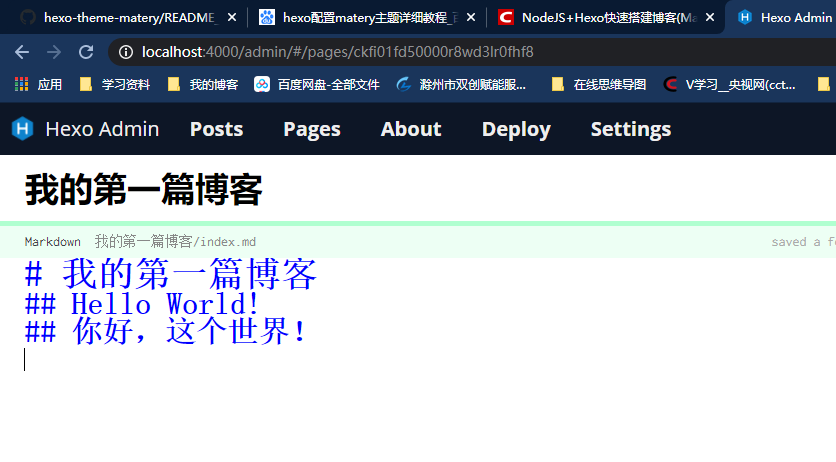 hexo-theme-matery/README_
hexo配置matery主题详细教程_
NodeJS+Hexo快速搭建博客(Ma
Hexo Admin
localhost:4000/admin/#/pages/ckfi01fd50000r8wd3lr0fhf8
应用 学习资料 我的博客 百度网盘-全部文件 滁州市双创赋能服... 在线思维导图 V学习__央视网(cct...
Hexo Admin Posts Pages About Deploy Settings
我的第一篇博客
Markdown 我的第一篇博客/index.md saved a
# 我的第一篇博客
## Hello World!
## 你好，这个世界！